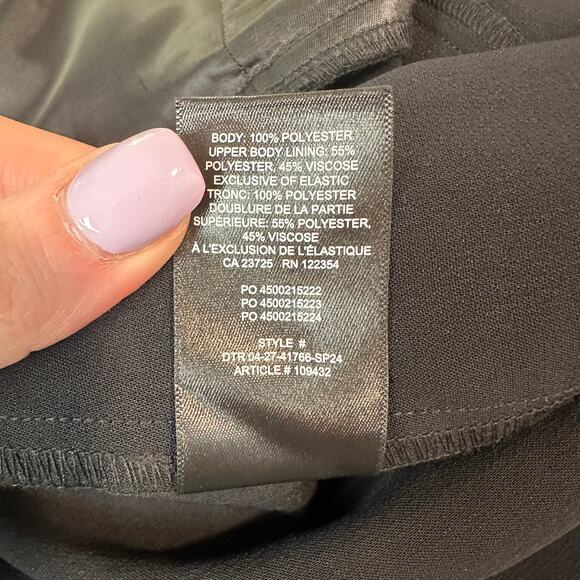 BODY: 100% POLYESTER
UPPER BODY LINING: 55%
POLYESTER, 45% VISCOSE
EXCLUSIVE OF ELASTIC
TRONC: 100% POLYESTER
DOUBLURE DE LA PARTIE
SUPÉRIEURE: 55% POLYESTER,
45% VISCOSE
À L'EXCLUSION DE L'ÉLASTIQUE
CA 23725 RN 122354
PO 4500215222
PO 4500215223
PO 4500215224
STYLE #
DTR 04-27-41766-SP24
ARTICLE # 109432